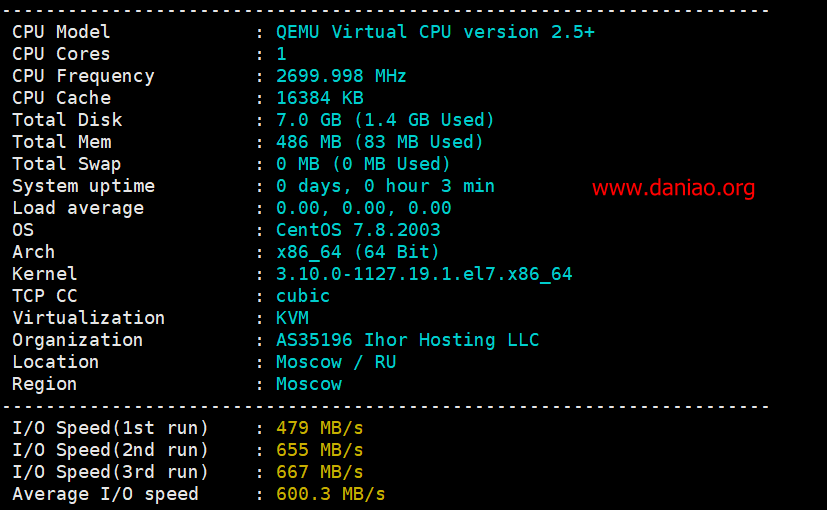 ----------------------------------------------------------------------
CPU Model : QEMU Virtual CPU version 2.5+
CPU Cores : 1
CPU Frequency : 2699.998 MHz
CPU Cache : 16384 KB
Total Disk : 7.0 GB (1.4 GB Used)
Total Mem : 486 MB (83 MB Used)
Total Swap : 0 MB (0 MB Used)
System uptime : 0 days, 0 hour 3 min
www.daniao.org
Load average : 0.00, 0.00, 0.00
OS : CentOS 7.8.2003
Arch : x86_64 (64 Bit)
Kernel : 3.10.0-1127.19.1.el7.x86_64
TCP CC : cubic
Virtualization : KVM
Organization : AS35196 Ihor Hosting LLC
Location : Moscow / RU
Region : Moscow
----------------------------------------------------------------------
I/O Speed(1st run) : 479 MB/s
I/O Speed(2nd run) : 655 MB/s
I/O Speed(3rd run) : 667 MB/s
Average I/O speed : 600.3 MB/s